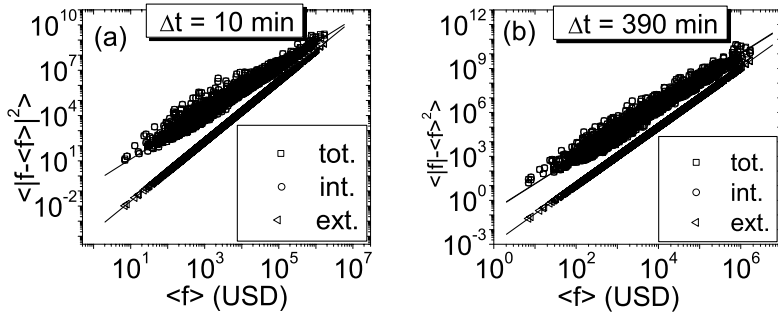 (a)
Δt = 10 min
10^10
10^7
10^4
10^1
10^-2
<|f-<f>|^2>
tot.
int.
ext.
10^1 10^3 10^5 10^7
<f> (USD)
(b)
Δt = 390 min
10^12
10^9
10^6
10^3
10^0
10^-3
<|f|-<f>^2>
tot.
int.
ext.
10^0 10^2 10^4 10^6
<f> (USD)